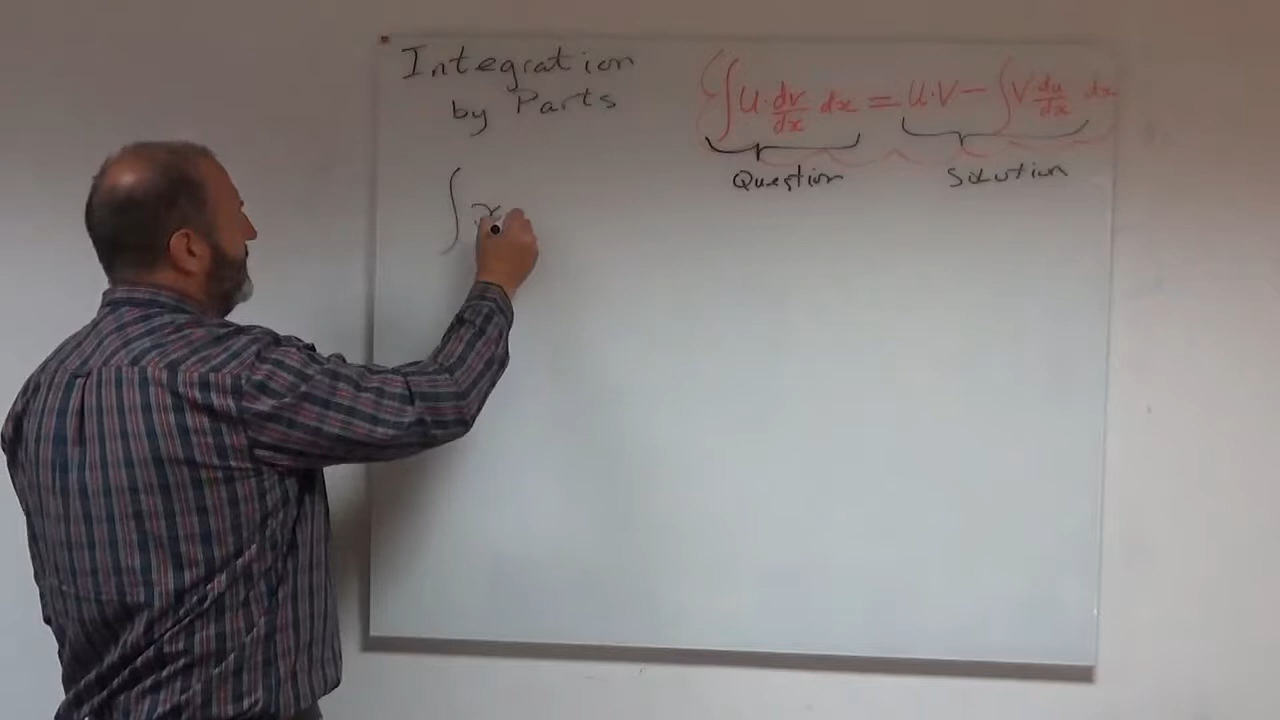 Integration
by Parts
∫ U · dv/dx dx = U·V − ∫ V du/dx dx
Question Solution
∫ x